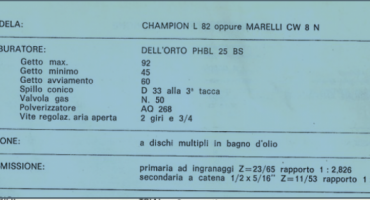 DELA: CHAMPION L 82 oppure MARELLI CW 8 N
BURATORE: DELL'ORTO PHBL 25 BS
Getto max. 92
Getto minimo 45
Getto avviamento 60
Spillo conico D 33 alla 3ª tacca
Valvola gas N. 50
Polverizzatore AQ 268
Vite regolaz. aria aperta 2 giri e 3/4
ONE: a dischi multipli in bagno d'olio
MISSIONE: primaria ad ingranaggi Z=23/65 rapporto 1 : 2,826
secondaria a catena 1/2 x 5/16" Z=11/53 rapporto 1